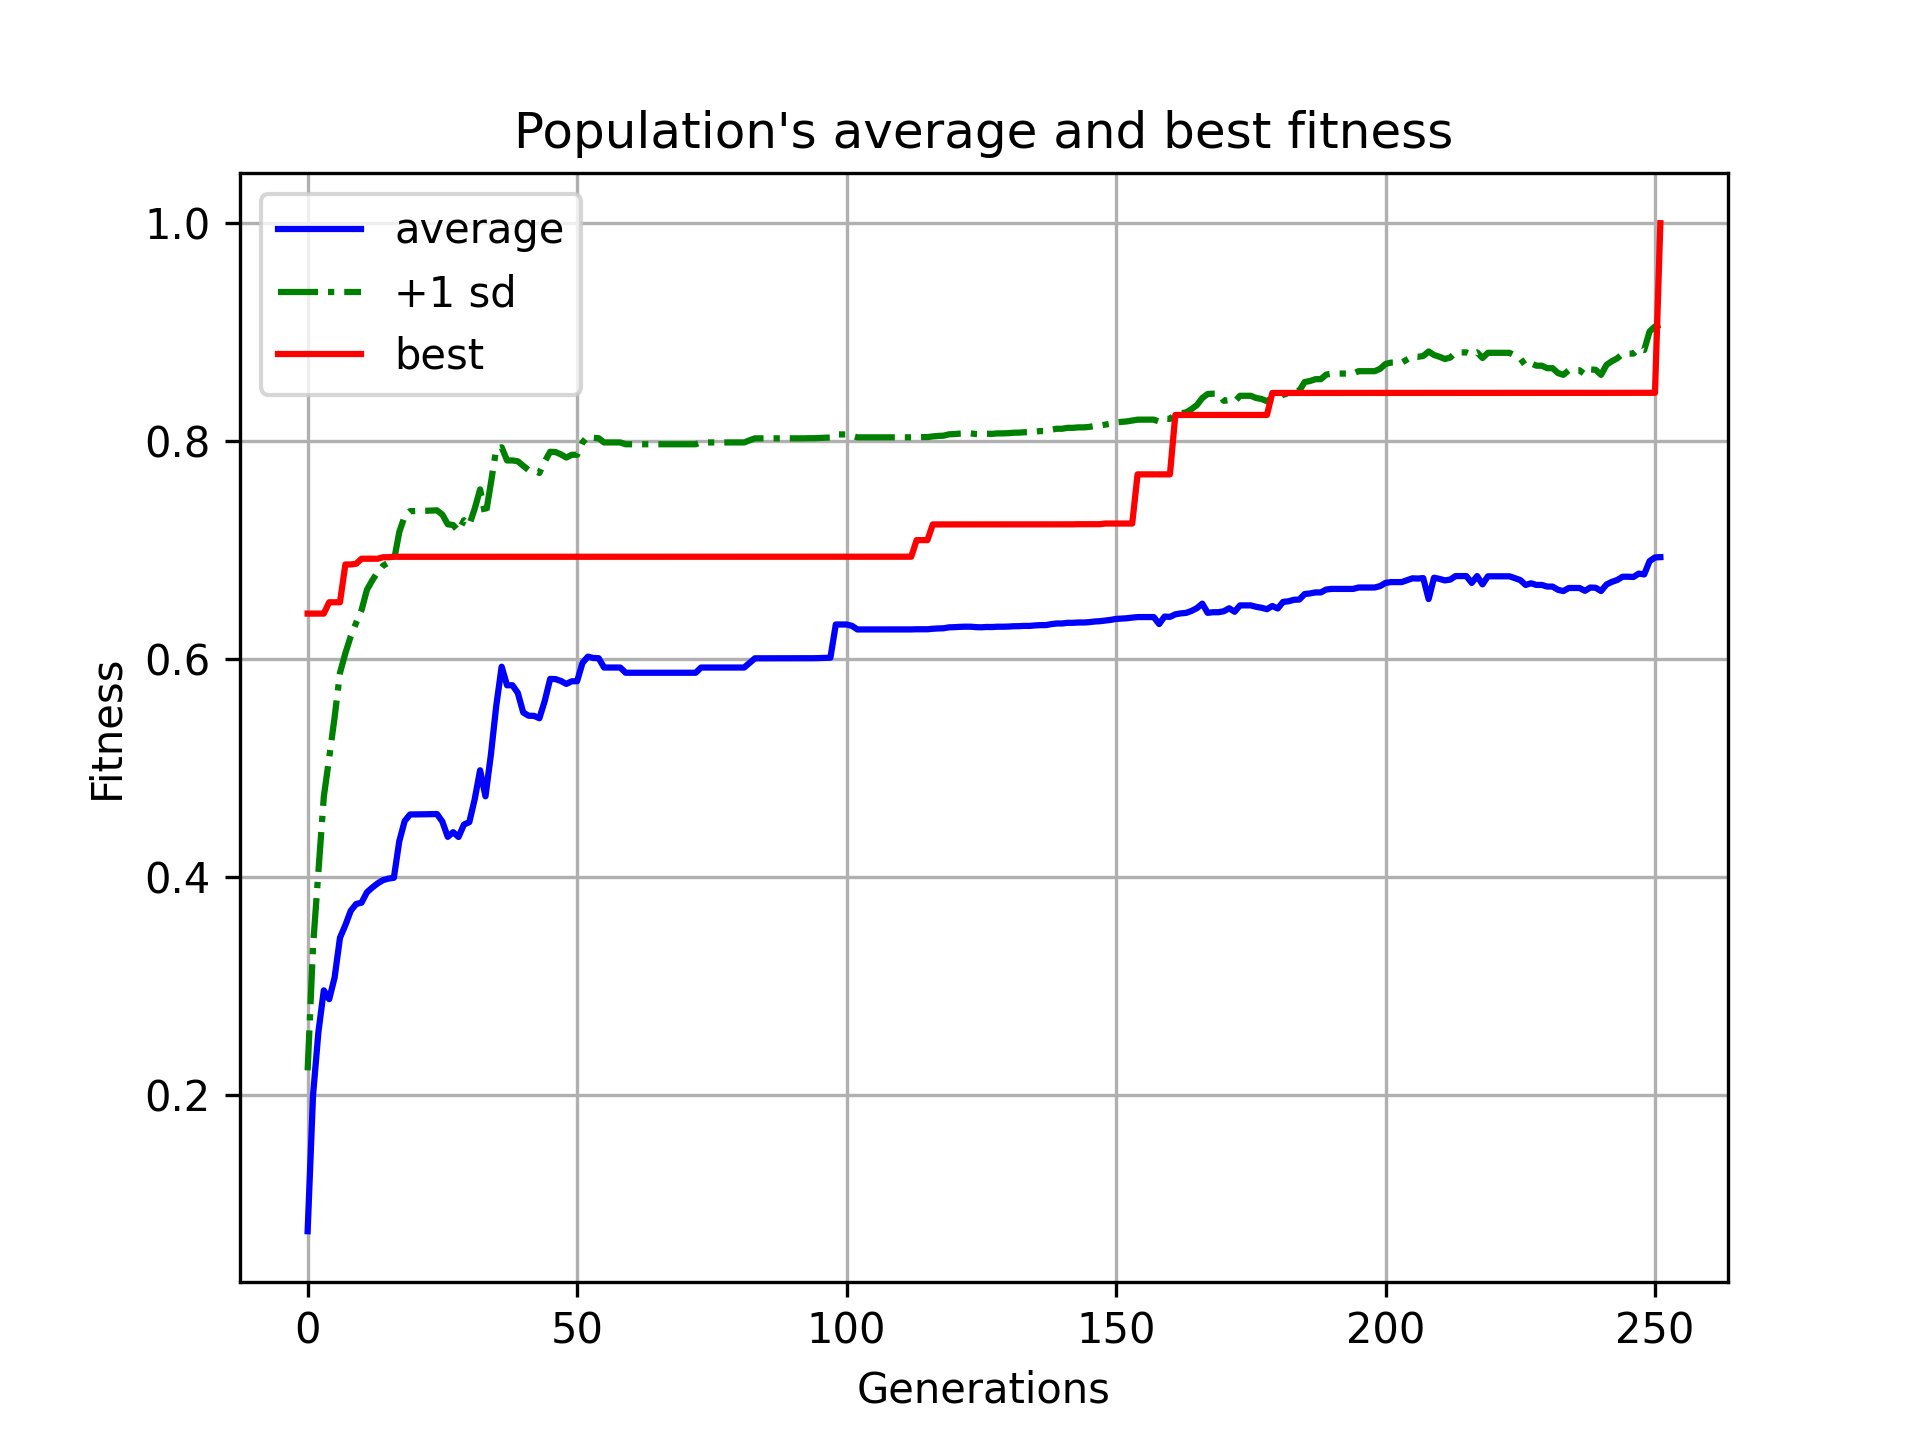 Population's average and best fitness
average
+1 sd
best
1.0
0.8
0.6
0.4
0.2
Fitness
0 50 100 150 200 250
Generations